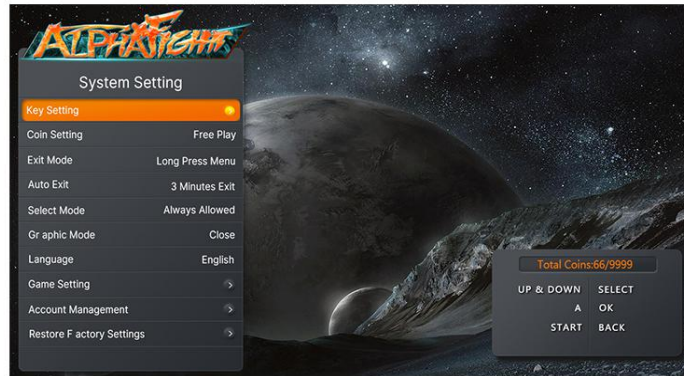 ALPHAFIGHT
System Setting
Key Setting
Coin Setting Free Play
Exit Mode Long Press Menu
Auto Exit 3 Minutes Exit
Select Mode Always Allowed
Gr aphic Mode Close
Language English
Game Setting
Account Management
Restore F actory Settings
Total Coins:66/9999
UP & DOWN SELECT
A OK
START BACK